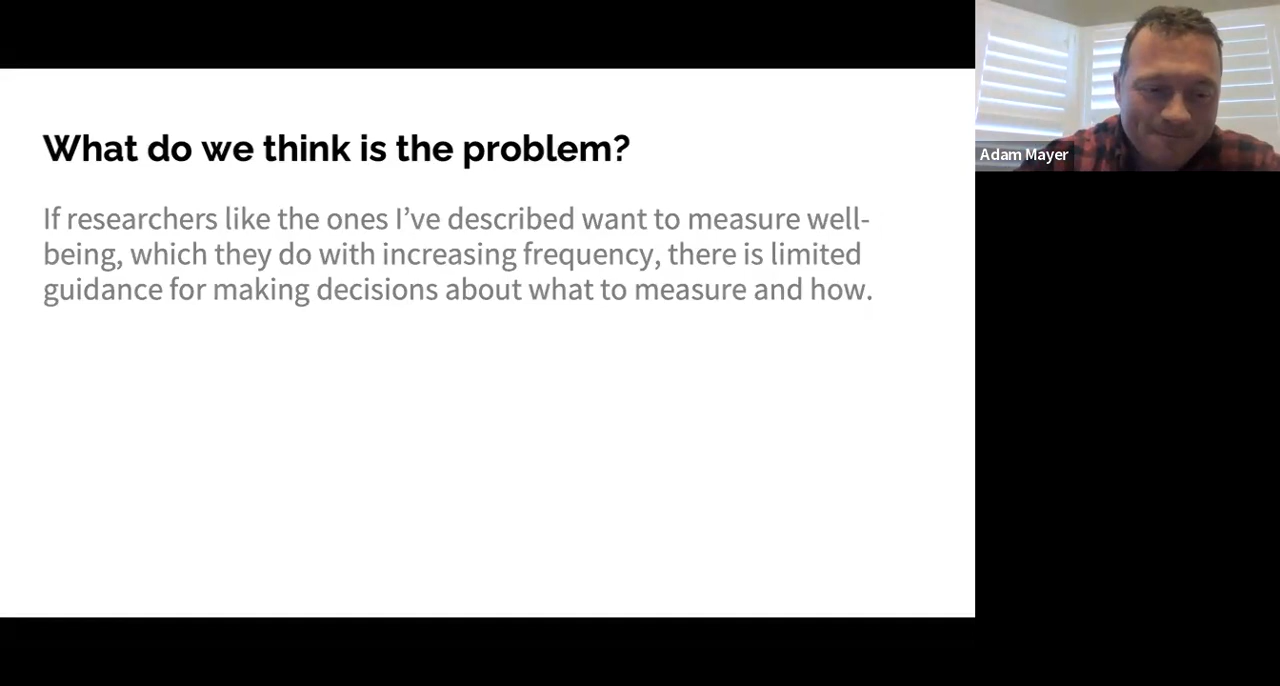 What do we think is the problem?
If researchers like the ones I’ve described want to measure well-
being, which they do with increasing frequency, there is limited
guidance for making decisions about what to measure and how.
Adam Mayer